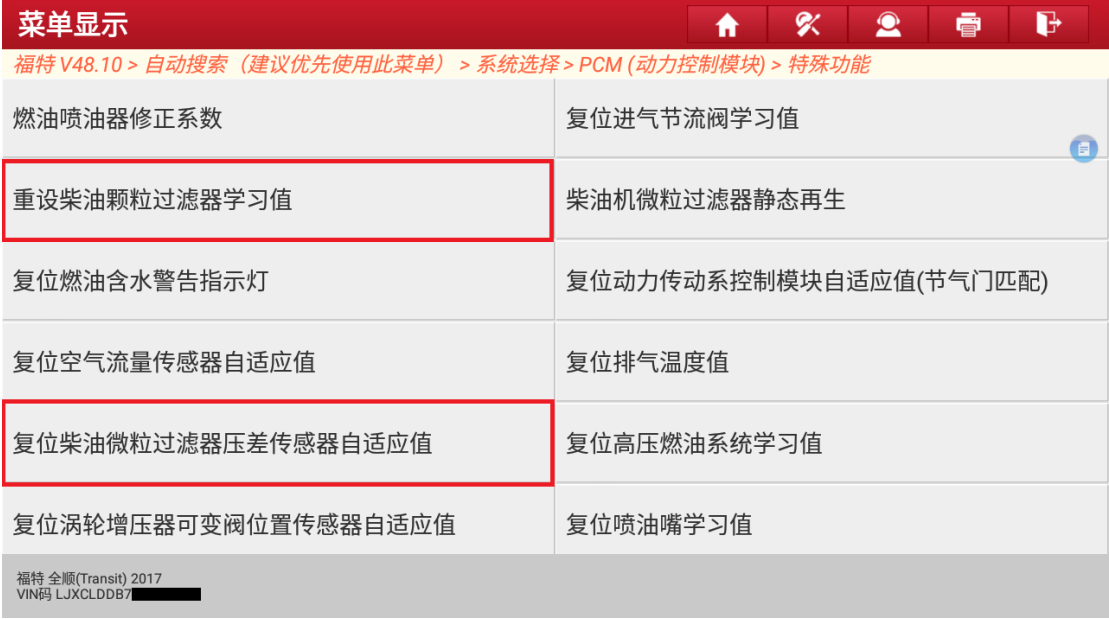 菜单显示
福特 V48.10 > 自动搜索（建议优先使用此菜单） > 系统选择 > PCM (动力控制模块) > 特殊功能
燃油喷油器修正系数
复位进气节流阀学习值
重设柴油颗粒过滤器学习值
柴油机微粒过滤器静态再生
复位燃油含水警告指示灯
复位动力传动系控制模块自适应值(节气门匹配)
复位空气流量传感器自适应值
复位排气温度值
复位柴油微粒过滤器压差传感器自适应值
复位高压燃油系统学习值
复位涡轮增压器可变阀位置传感器自适应值
复位喷油嘴学习值
福特 全顺(Transit) 2017
VIN码 LJXCLDDB7